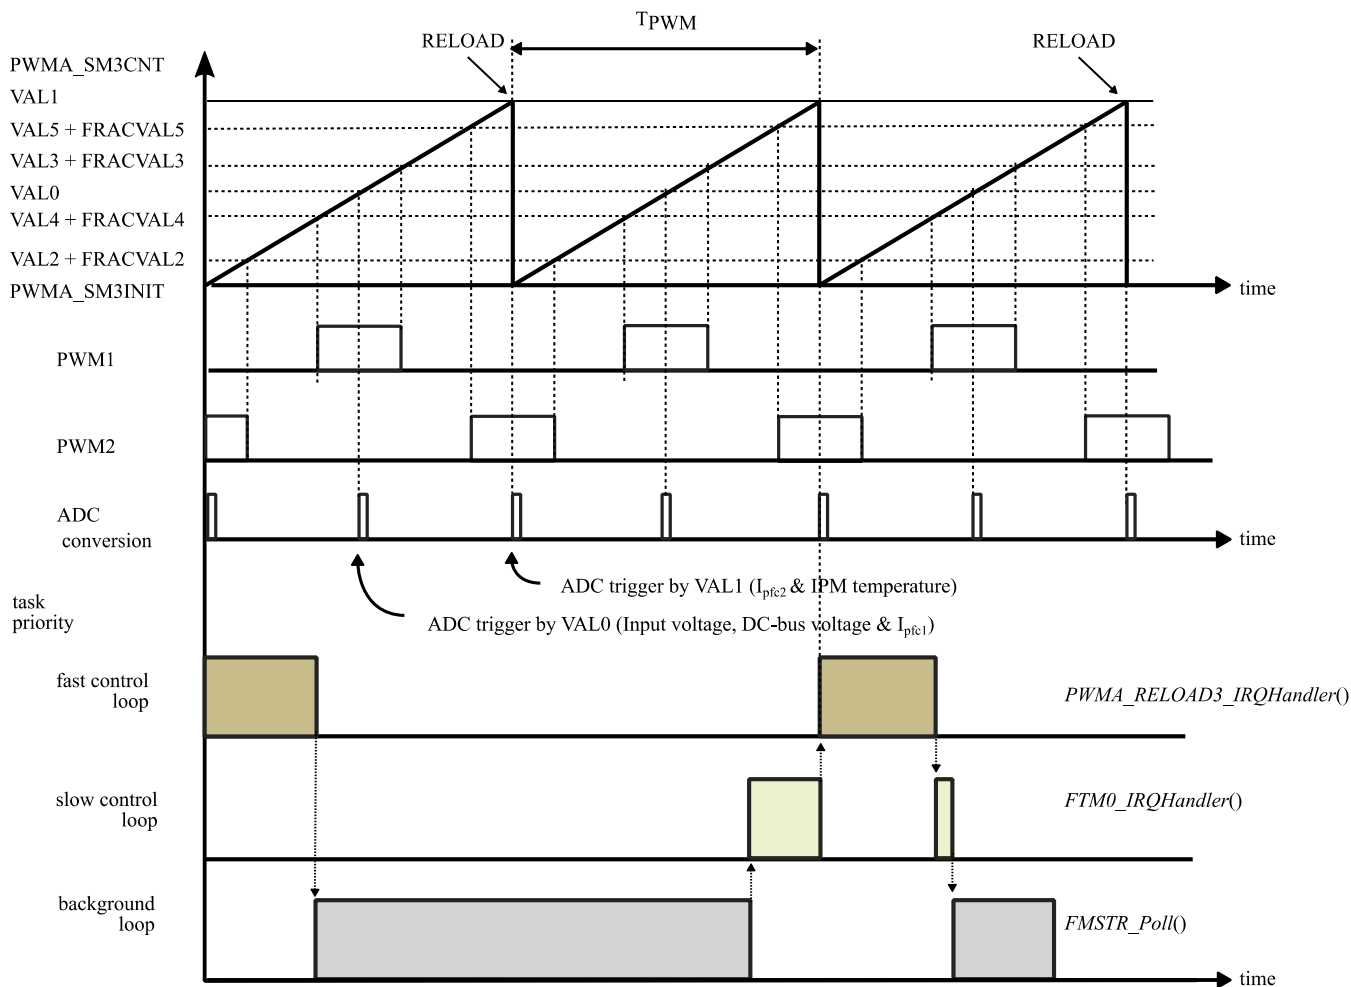 TPWM
RELOAD
RELOAD
PWMA_SM3CNT
VAL1
VAL5 + FRACVAL5
VAL3 + FRACVAL3
VAL0
VAL4 + FRACVAL4
VAL2 + FRACVAL2
PWMA_SM3INIT
time
PWM1
PWM2
ADC
conversion
time
ADC trigger by VAL1 (Ipfc2 & IPM temperature)
ADC trigger by VAL0 (Input voltage, DC-bus voltage & Ipfc1)
task
priority
fast control
loop
PWMA_RELOAD3_IRQHandler()
slow control
loop
FTM0_IRQHandler()
background
loop
FMSTR_Poll()
time